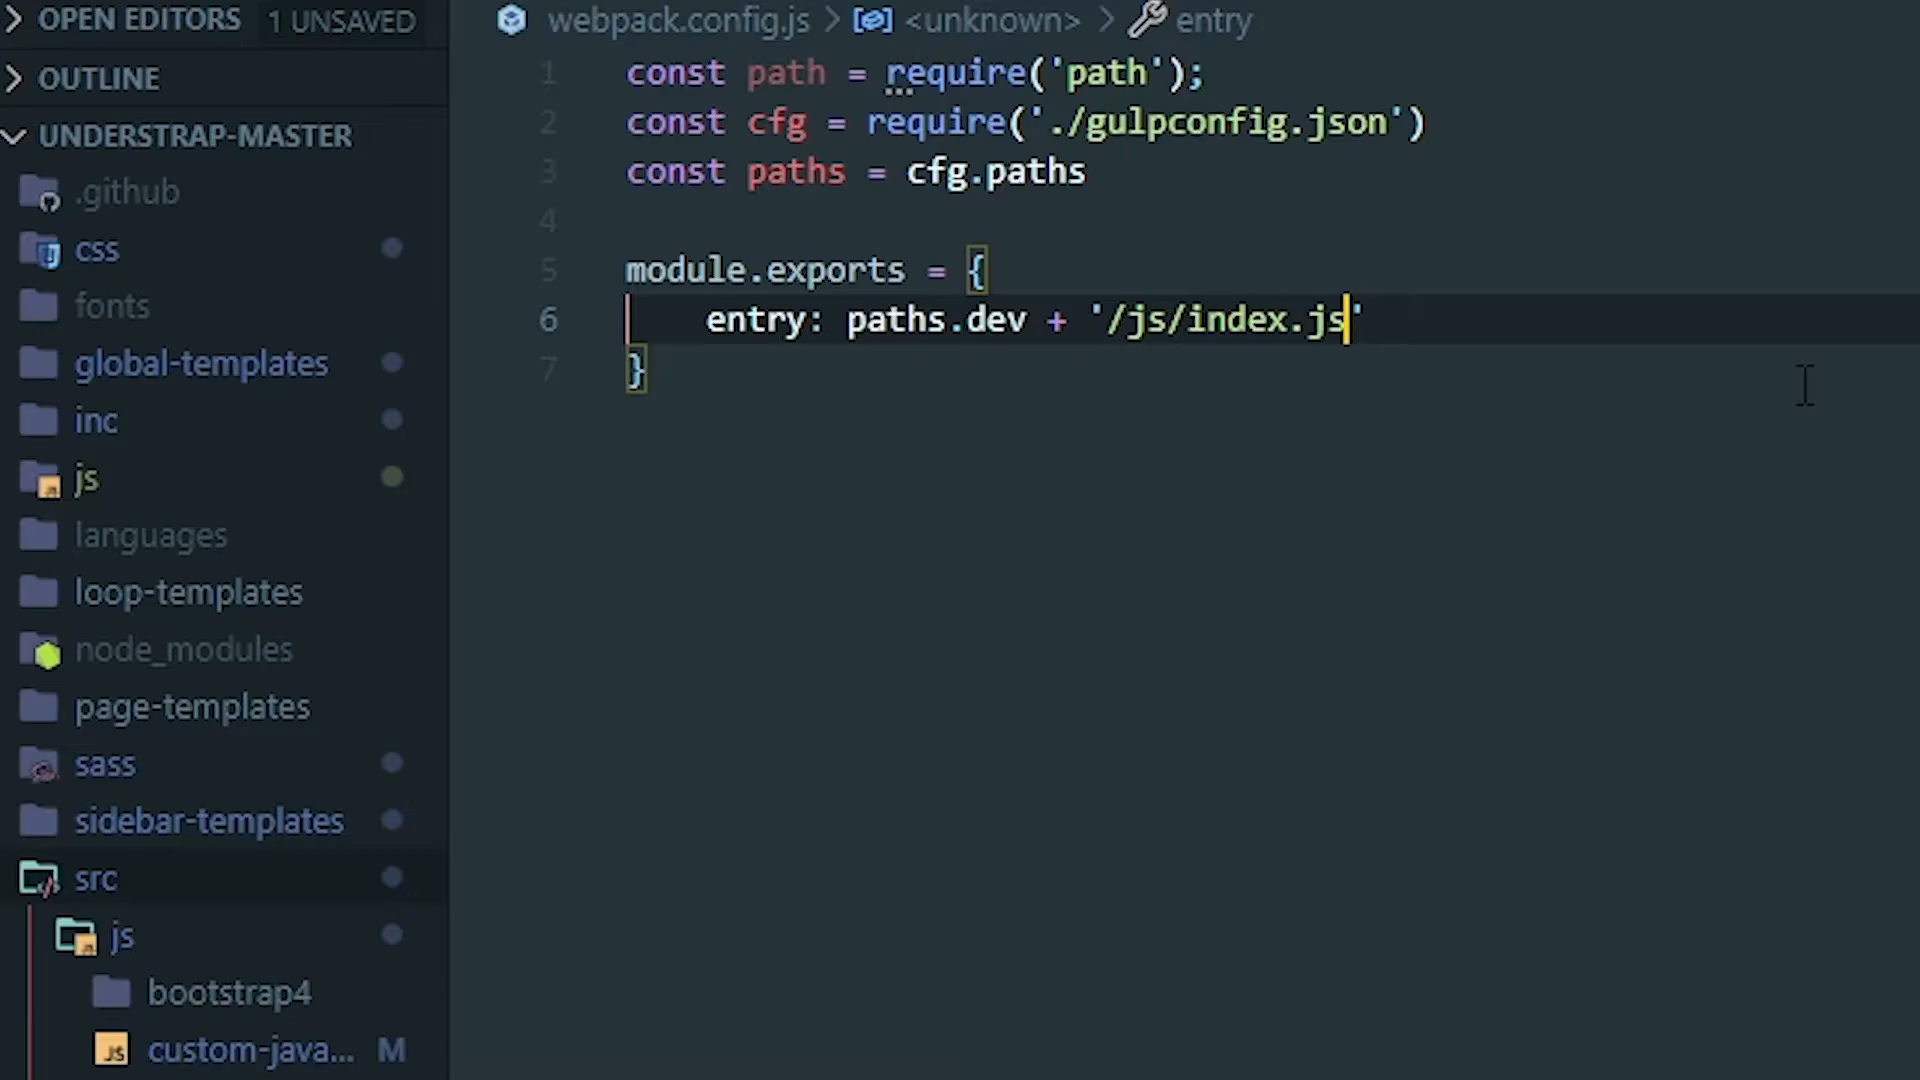 OPEN EDITORS 1 UNSAVED
OUTLINE
UNDERSTRAP-MASTER
.github
css
fonts
global-templates
inc
js
languages
loop-templates
node_modules
page-templates
sass
sidebar-templates
src
js
bootstrap4
custom-java... M
webpack.config.js > <unknown> > entry
1 const path = require('path');
2 const cfg = require('./gulpconfig.json')
3 const paths = cfg.paths
4
5 module.exports = {
6 entry: paths.dev + '/js/index.js'
7 }